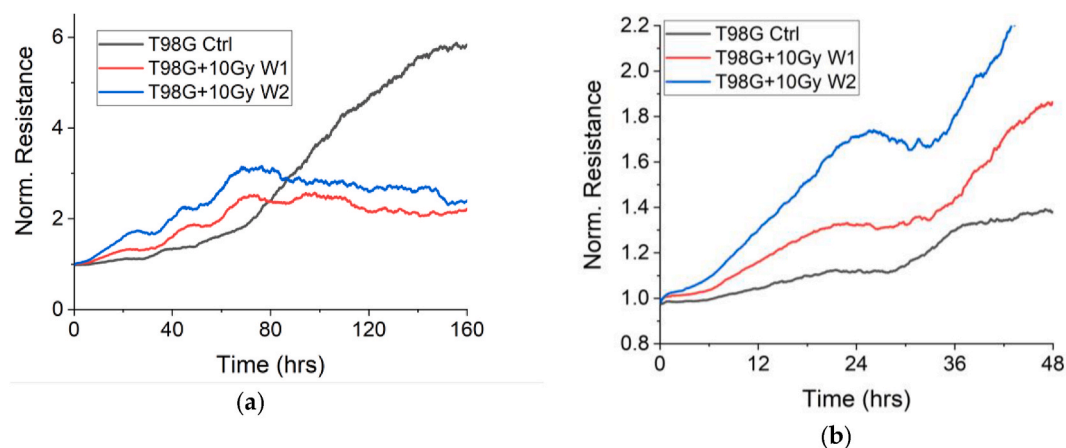 T98G Ctrl
T98G+10Gy W1
T98G+10Gy W2
Norm. Resistance
6
4
2
0
0 40 80 120 160
Time (hrs)
(a)
T98G Ctrl
T98G+10Gy W1
T98G+10Gy W2
Norm. Resistance
2.2
2.0
1.8
1.6
1.4
1.2
1.0
0.8
0 12 24 36 48
Time (hrs)
(b)